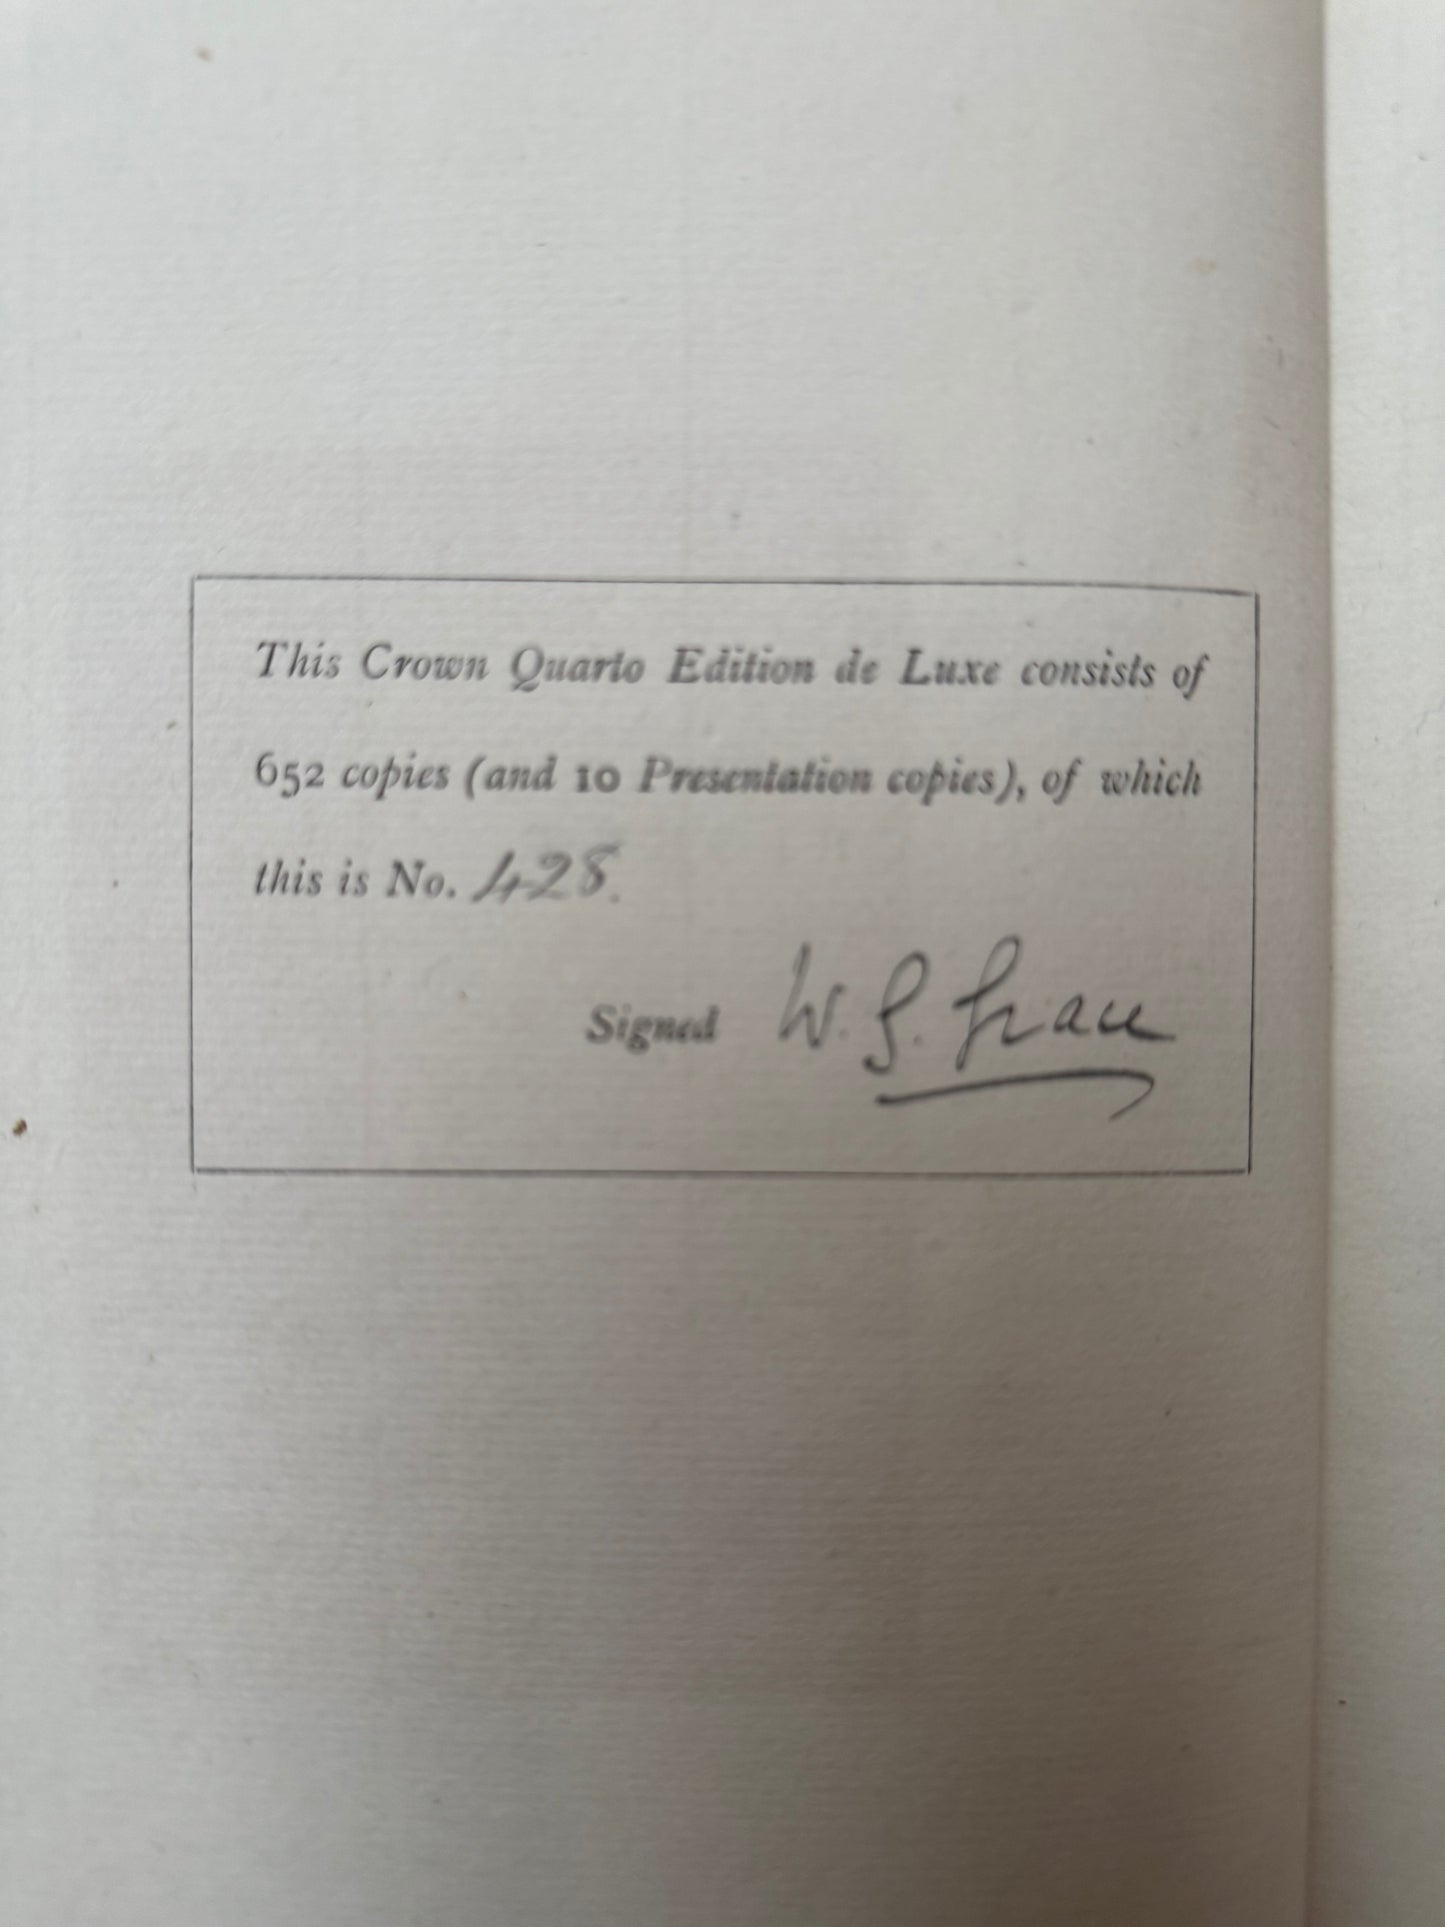 This Crown Quarto Edition de Luxe consists of
652 copies (and 10 Presentation copies), of which
this is No. 428.
Signed W. G. Grace